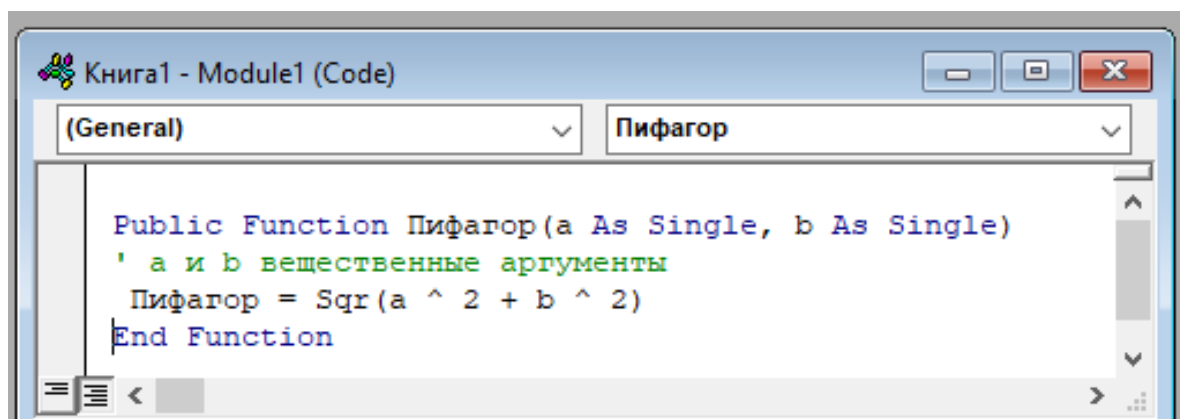 Книга1 - Module1 (Code)
(General)
Пифагор
Public Function Пифагор(a As Single, b As Single)
' a и b вещественные аргументы
Пифагор = Sqr(a ^ 2 + b ^ 2)
End Function